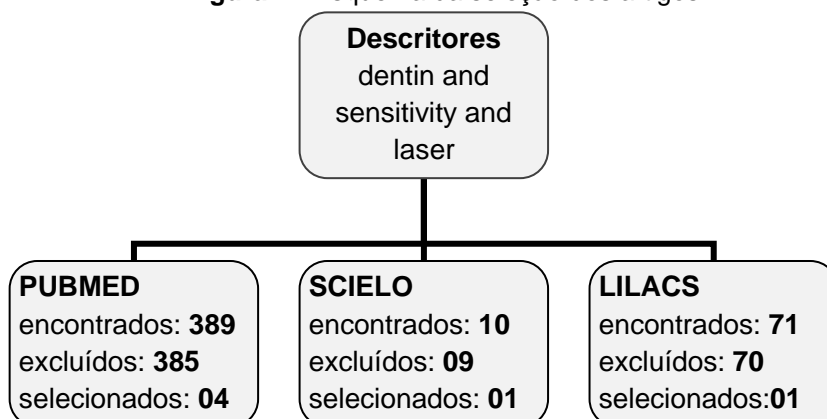 Descritores
dentin and
sensitivity and
laser
PUBMED
encontrados: 389
excluídos: 385
selecionados: 04
SCIELO
encontrados: 10
excluídos: 09
selecionados: 01
LILACS
encontrados: 71
excluídos: 70
selecionados:01